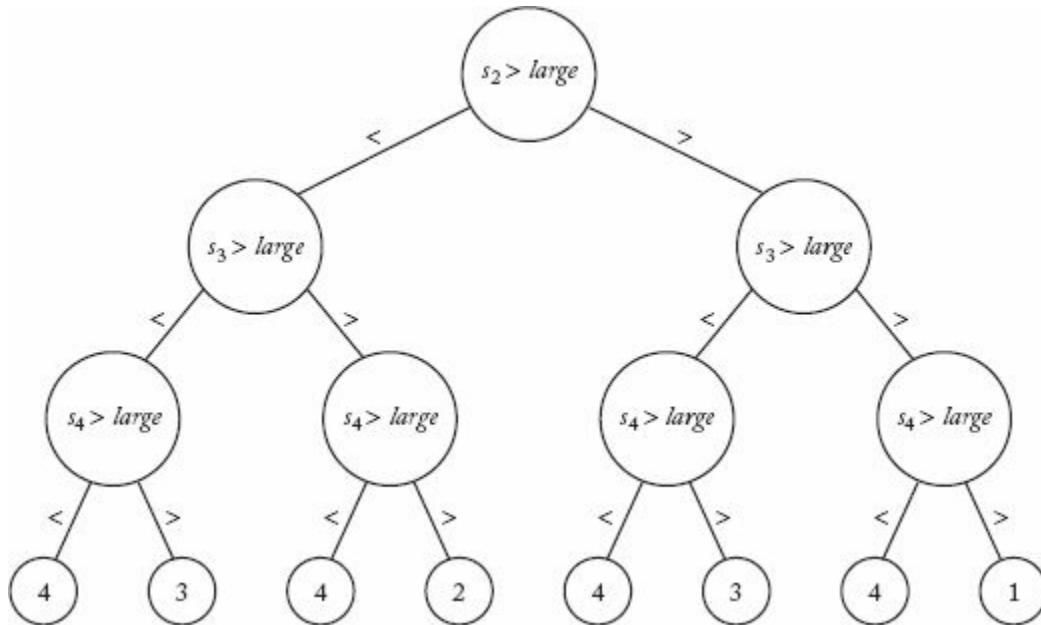 s₂ > large
< >
s₃ > large s₃ > large
< > < >
s₄ > large s₄ > large s₄ > large s₄ > large
< > < > < > < >
4 3 4 2 4 3 4 1